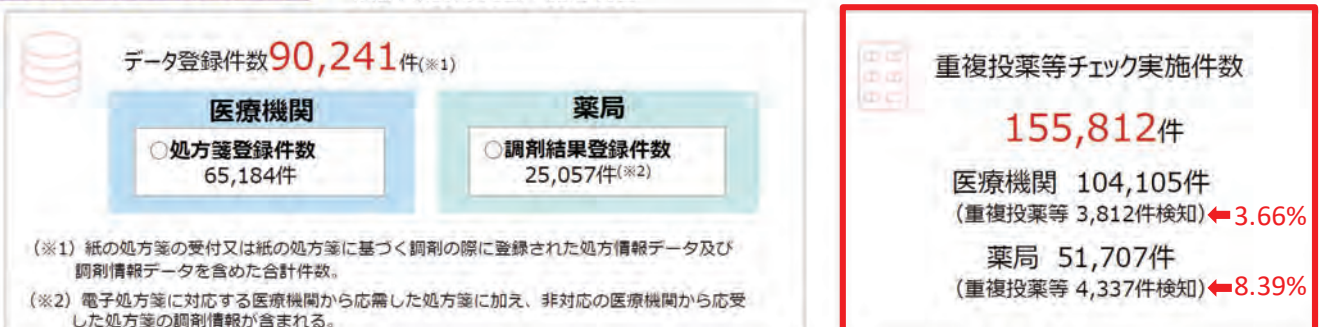 データ登録件数90,241件(※1)
医療機関
○処方箋登録件数
65,184件
薬局
○調剤結果登録件数
25,057件(※2)
(※1) 紙の処方箋の受付又は紙の処方箋に基づく調剤の際に登録された処方情報データ及び
調剤情報データを含めた合計件数。
(※2) 電子処方箋に対応する医療機関から応需した処方箋に加え、非対応の医療機関から応受
した処方箋の調剤情報が含まれる。
重複投薬等チェック実施件数
155,812件
医療機関 104,105件
(重複投薬等 3,812件検知)⬅3.66%
薬局 51,707件
(重複投薬等 4,337件検知)⬅8.39%